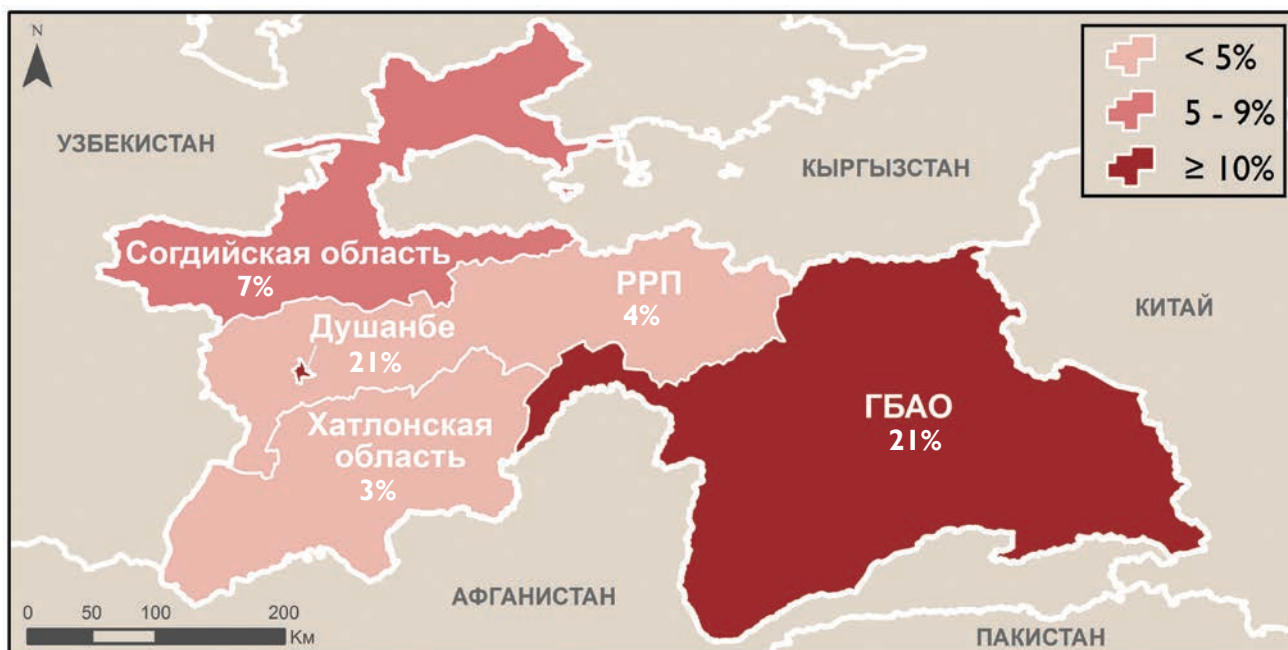 N
< 5%
5 - 9%
≥ 10%
УЗБЕКИСТАН
КЫРГЫЗСТАН
Согдийская область
7%
РРП
4%
КИТАЙ
Душанбе
21%
ГБАО
21%
Хатлонская
область
3%
АФГАНИСТАН
ПАКИСТАН
0 50 100 200
Км